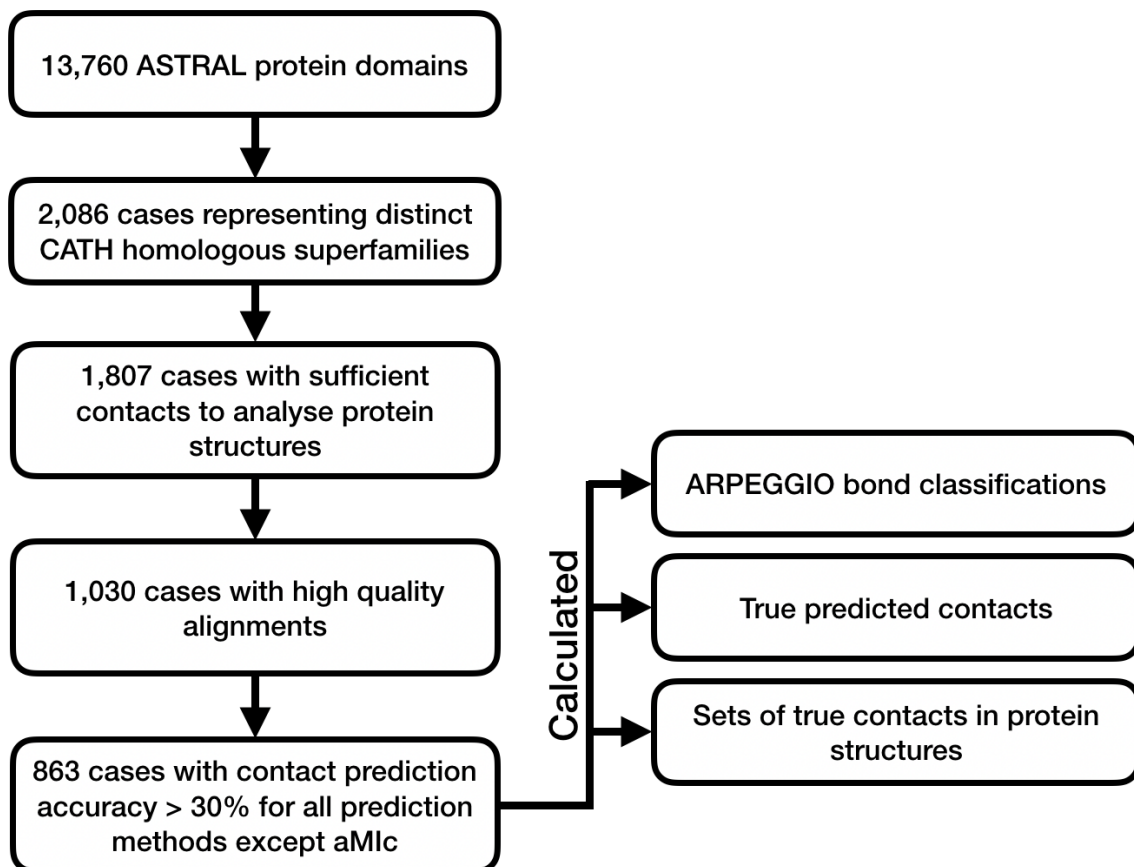 13,760 ASTRAL protein domains
2,086 cases representing distinct
CATH homologous superfamilies
1,807 cases with sufficient
contacts to analyse protein
structures
1,030 cases with high quality
alignments
863 cases with contact prediction
accuracy > 30% for all prediction
methods except aMIc
Calculated
ARPEGGIO bond classifications
True predicted contacts
Sets of true contacts in protein
structures